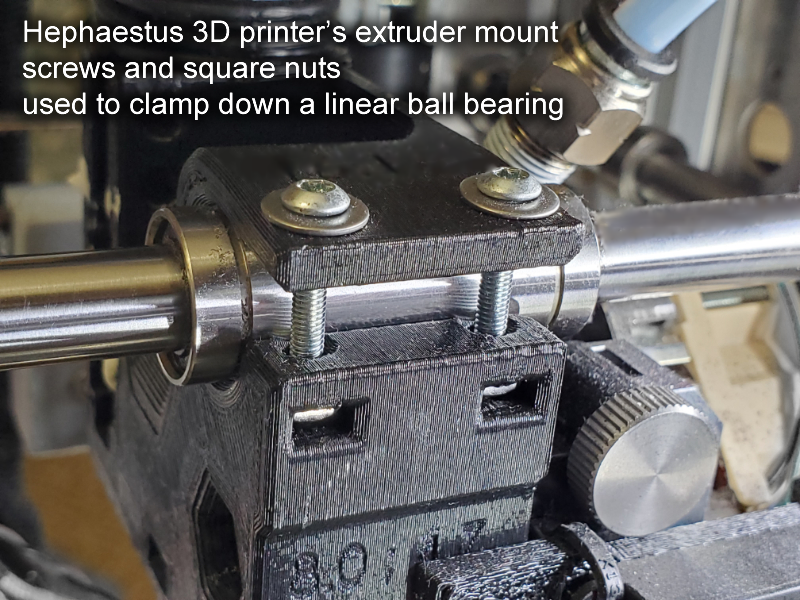 Hephaestus 3D printer’s extruder mount
screws and square nuts
used to clamp down a linear ball bearing